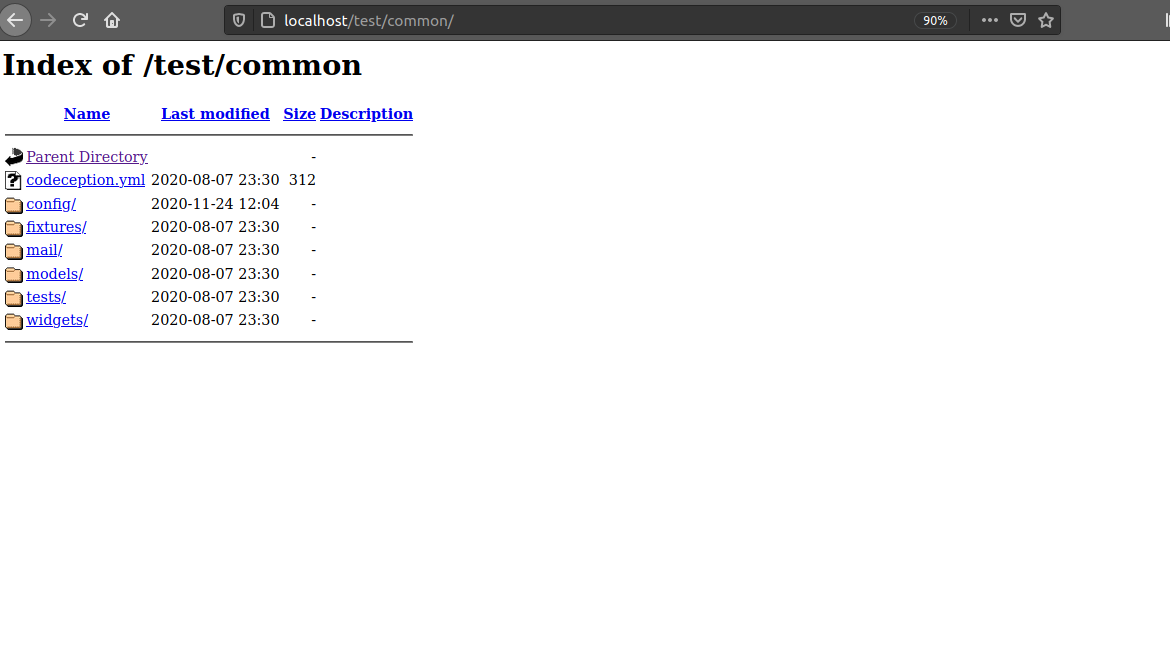 localhost/test/common/ 90%
Index of /test/common
Name Last modified Size Description
Parent Directory -
codeception.yml 2020-08-07 23:30 312
config/ 2020-11-24 12:04 -
fixtures/ 2020-08-07 23:30 -
mail/ 2020-08-07 23:30 -
models/ 2020-08-07 23:30 -
tests/ 2020-08-07 23:30 -
widgets/ 2020-08-07 23:30 -